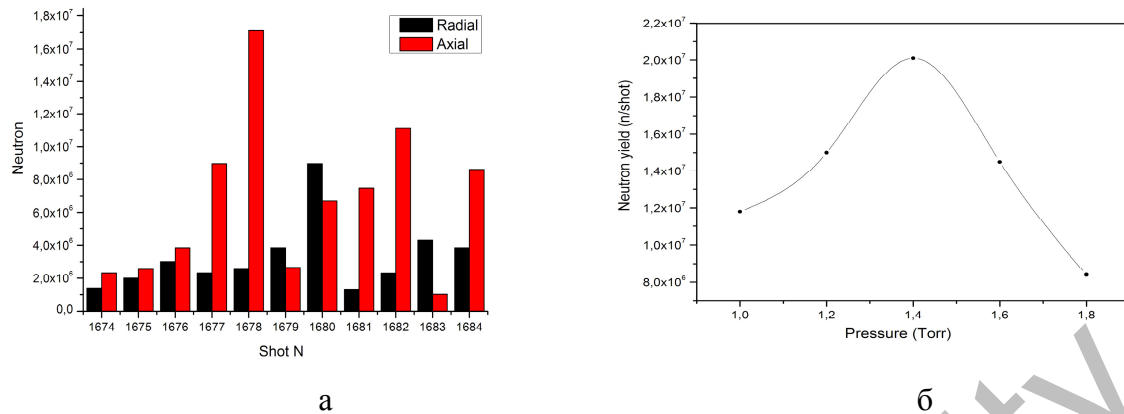 Radial
Axial
1,8x10⁷
1,6x10⁷
1,4x10⁷
1,2x10⁷
1,0x10⁷
8,0x10⁶
6,0x10⁶
4,0x10⁶
2,0x10⁶
0,0
Neutron
1674 1675 1676 1677 1678 1679 1680 1681 1682 1683 1684
Shot N
а
2,2x10⁷
2,0x10⁷
1,8x10⁷
1,6x10⁷
1,4x10⁷
1,2x10⁷
1,0x10⁷
8,0x10⁶
Neutron yield (n/shot)
1,0 1,2 1,4 1,6 1,8
Pressure (Torr)
б